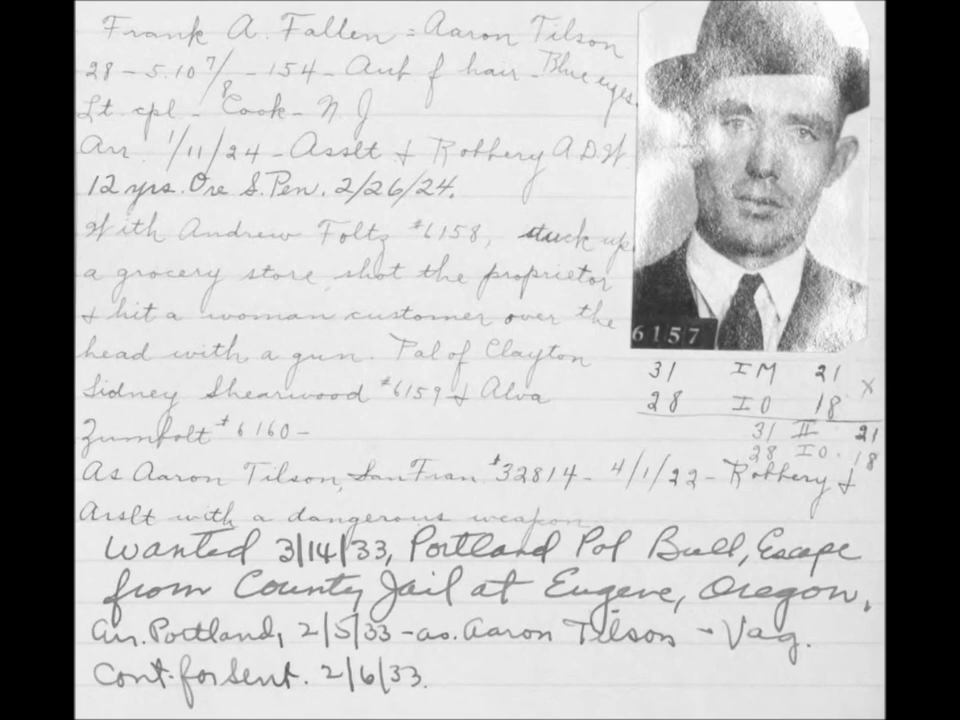 Frank A. Fallen = Aaron Tilson
28 - 5.10 7/8 - 154 - Aub f hair - Blue eyes.
Lt. cpl - Cook - N. J
Arr. 1/11/24 - Asslt & Robbery A.D.W.
12 yrs. Ore S. Pen. 2/26/24.
With Andrew Foltz #6158, stuck up
a grocery store, shot the proprietor
& hit a woman customer over the
head with a gun. Pal of Clayton
Sidney Shearwood #6159 & Alva
Zumbolt #6160 -
6157
31 IM 21 X
28 IO 18
31 II 21
28 IO. 18
As Aaron Tilson, San Fran. #32814 - 4/1/22 - Robbery &
Asslt with a dangerous weapon
Wanted 3/14/33, Portland Pol Bull, Escape
from County Jail at Eugene, Oregon.
Arr. Portland, 2/5/33 - as. Aaron Tilson - Vag.
Cont. for Sent. 2/6/33.